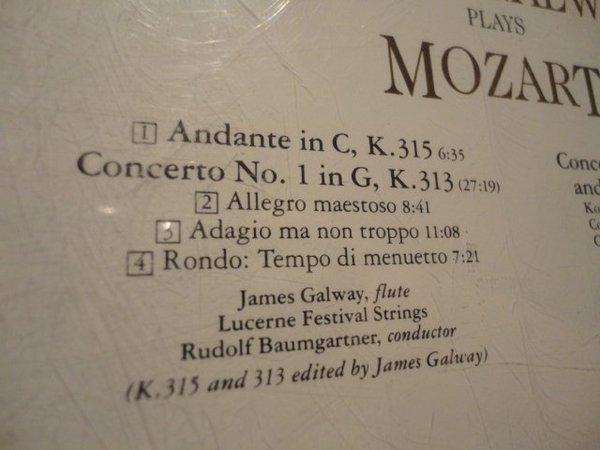 PLAYS
MOZART
1 Andante in C, K.315 6:35
Concerto No. 1 in G, K.313 (27:19)
2 Allegro maestoso 8:41
3 Adagio ma non troppo 11:08
4 Rondo: Tempo di menuetto 7:21
James Galway, flute
Lucerne Festival Strings
Rudolf Baumgartner, conductor
(K.315 and 313 edited by James Galway)
and